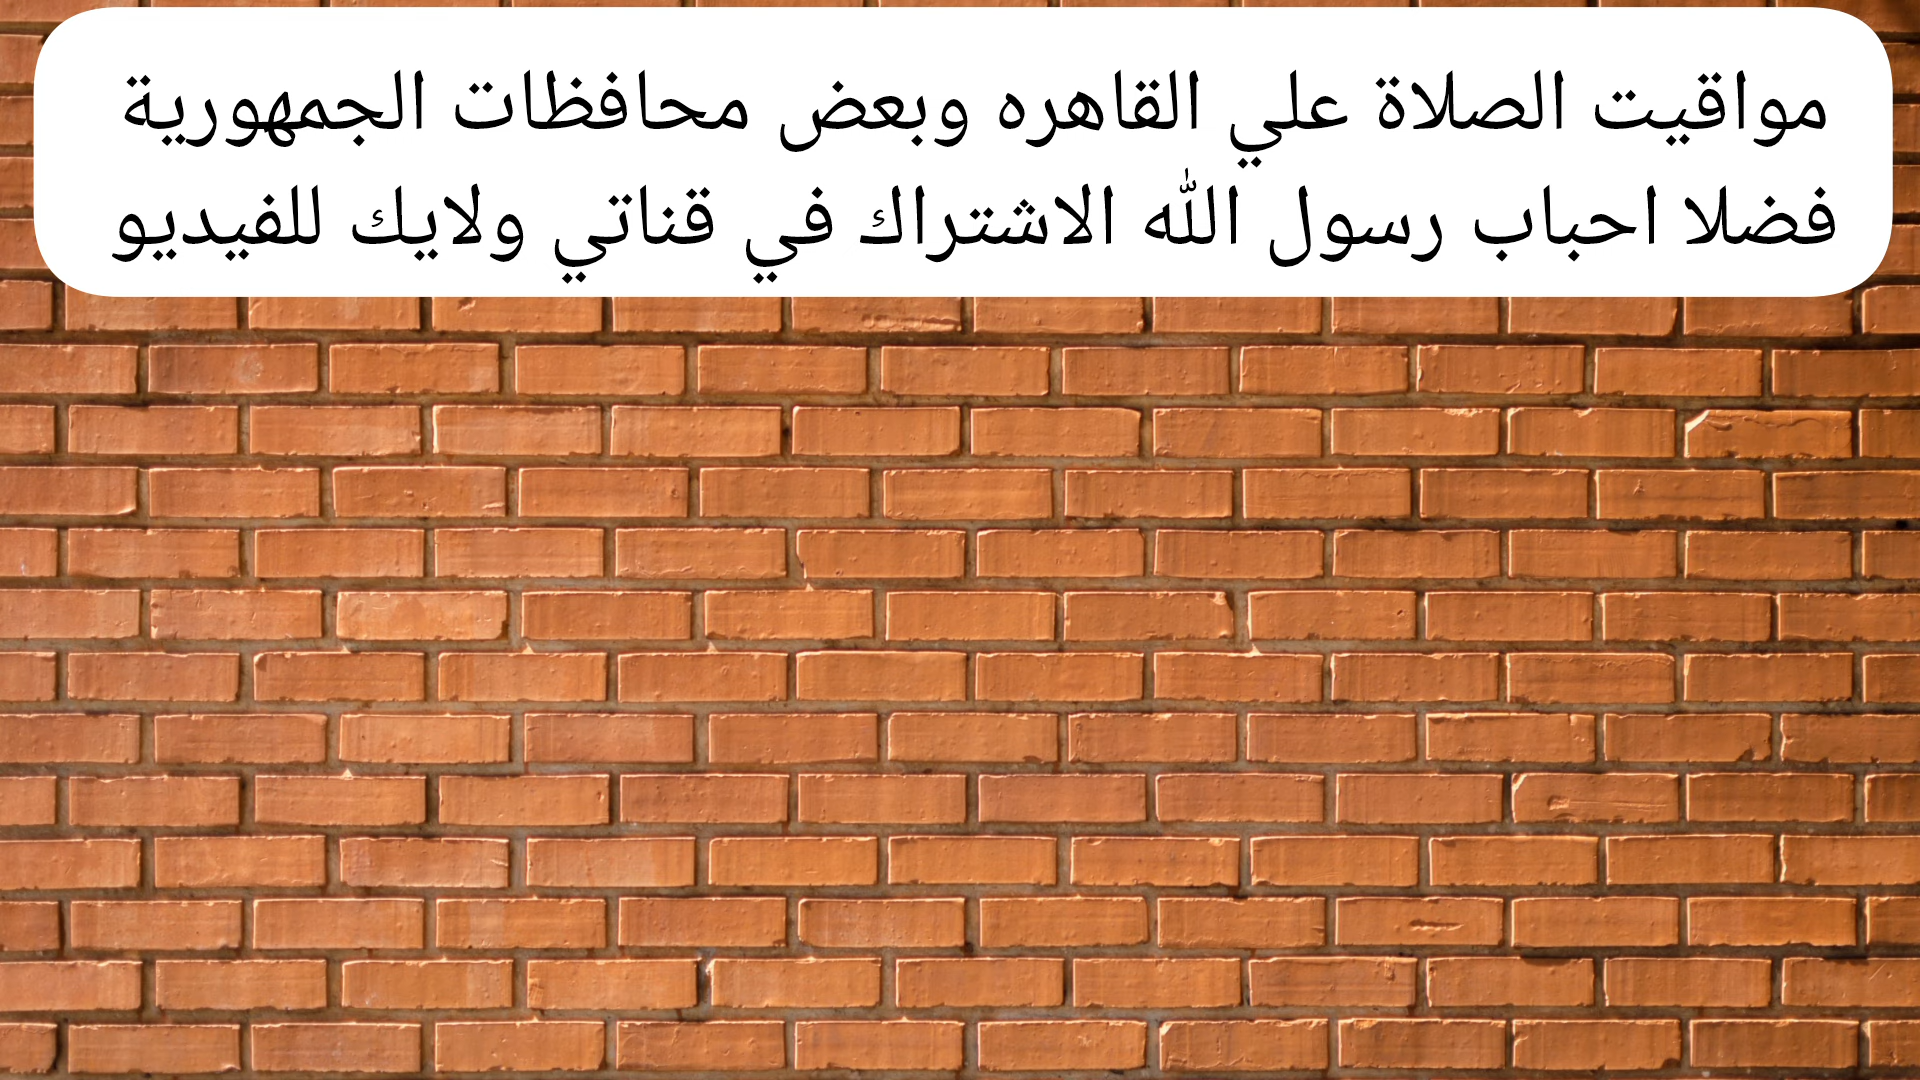 مواقيت الصلاة علي القاهره وبعض محافظات الجمهورية
فضلا احباب رسول الله الاشتراك في قناتي ولايك للفيديو